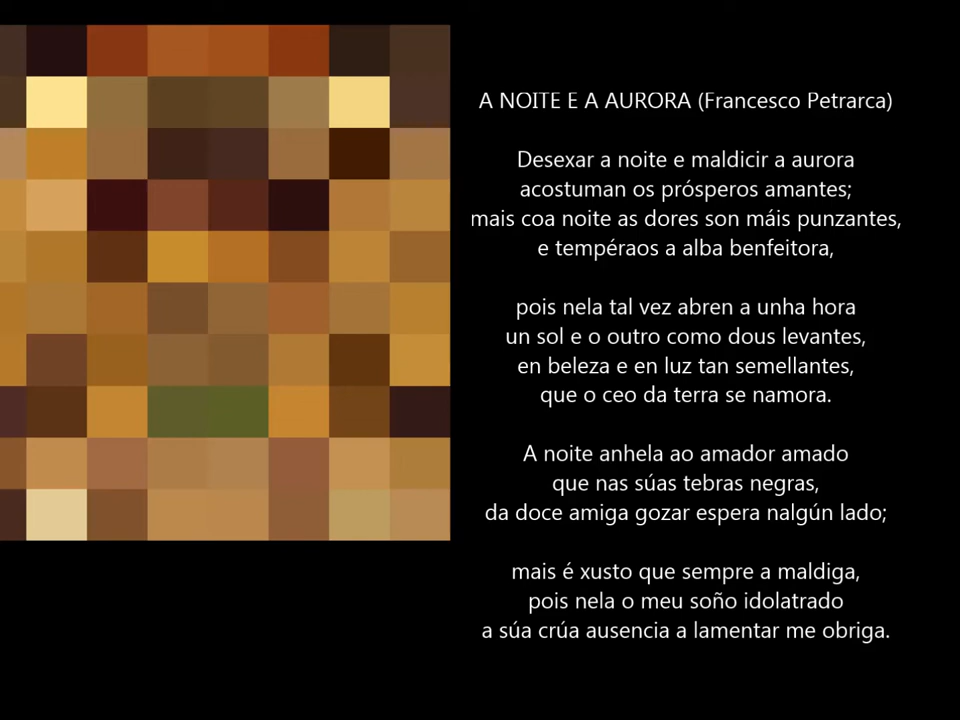 A NOITE E A AURORA (Francesco Petrarca)
Desexar a noite e maldicir a aurora
acostuman os prósperos amantes;
mais coa noite as dores son máis punzantes,
e tempéraos a alba benfeitora,
pois nela tal vez abren a unha hora
un sol e o outro como dous levantes,
en beleza e en luz tan semellantes,
que o ceo da terra se namora.
A noite anhela ao amador amado
que nas súas tebras negras,
da doce amiga gozar espera nalgún lado;
mais é xusto que sempre a maldiga,
pois nela o meu soño idolatrado
a súa crúa ausencia a lamentar me obriga.